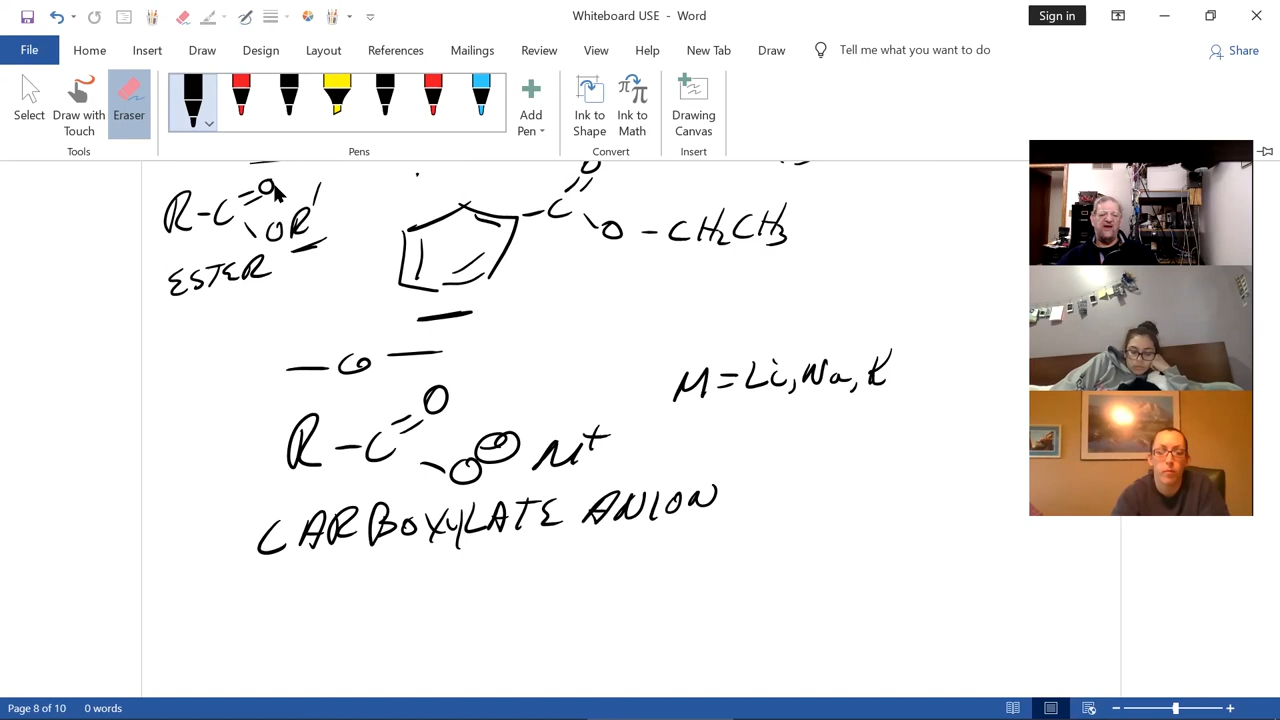 Whiteboard USE - Word
Sign in
File Home Insert Draw Design Layout References Mailings Review View Help New Tab Draw Tell me what you want to do Share
Select Draw with Touch Eraser Add Pen Ink to Shape Ink to Math Drawing Canvas
Tools Pens Convert Insert
R-C=O
OR'
ESTER
-C=O
O-CH2CH3
M=Li, Na, K
R-C=O
O⊖ M+
CARBOXYLATE ANION
Page 8 of 10 0 words